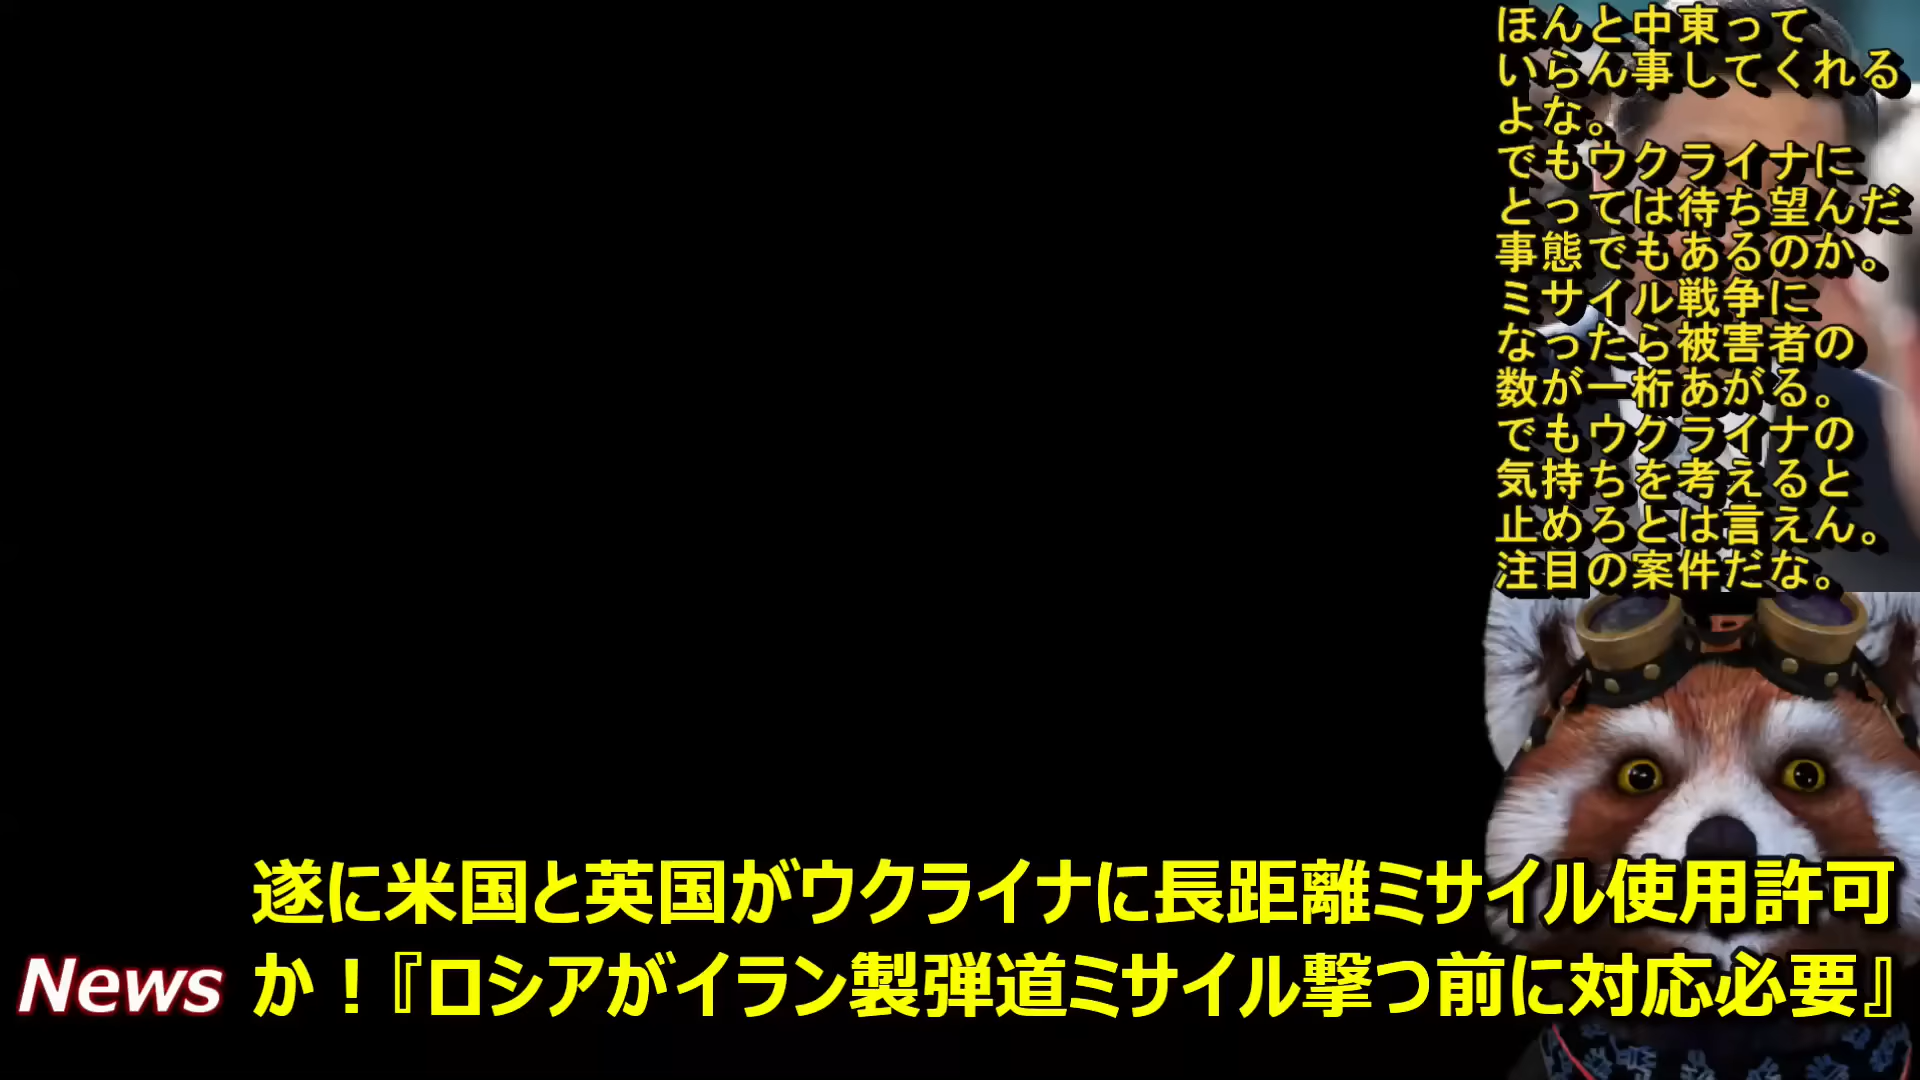 ほんと中東って
いらん事してくれる
よな。
でもウクライナに
とっては待ち望んだ
事態でもあるのか。
ミサイル戦争に
なったら被害者の
数が一桁あがる。
でもウクライナの
気持ちを考えると
止めろとは言えん。
注目の案件だな。
遂に米国と英国がウクライナに長距離ミサイル使用許可
News
か！『ロシアがイラン製弾道ミサイル撃つ前に対応必要』